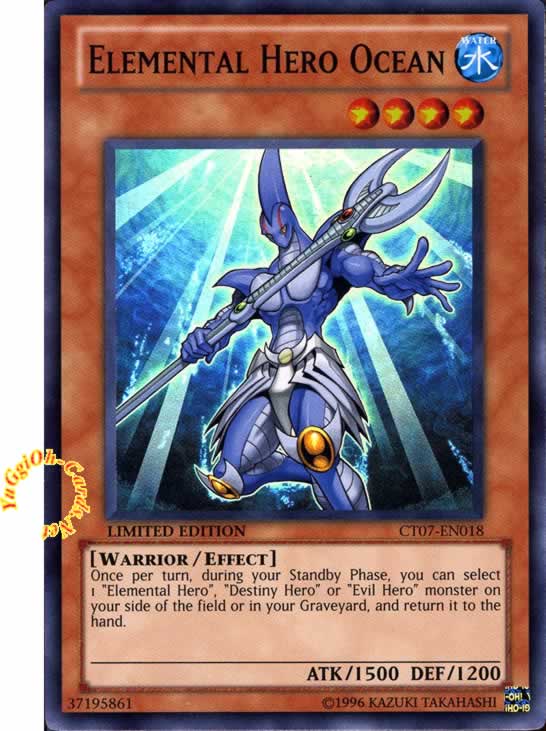 ELEMENTAL HERO OCEAN
WATER
水
LIMITED EDITION
CT07-EN018
[WARRIOR/EFFECT]
Once per turn, during your Standby Phase, you can select
1 "Elemental Hero", "Destiny Hero" or "Evil Hero" monster on
your side of the field or in your Graveyard, and return it to the
hand.
ATK/1500 DEF/1200
37195861
©1996 KAZUKI TAKAHASHI
YuGgiOh-Cards.Net